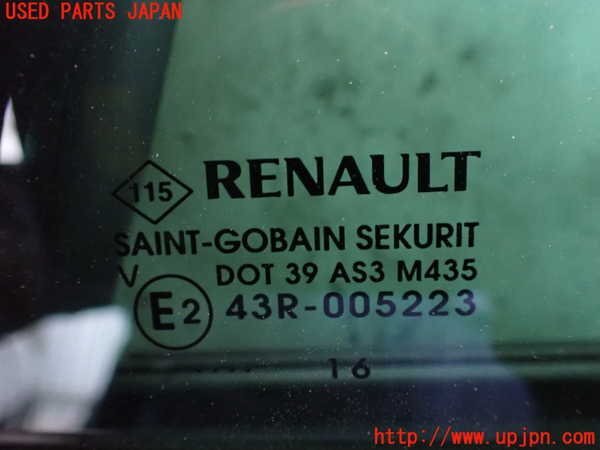 USED PARTS JAPAN
115 RENAULT
SAINT-GOBAIN SEKURIT
V DOT 39 AS3 M435
E2 43R-005223
..... 16
http://www.upjpn.com/